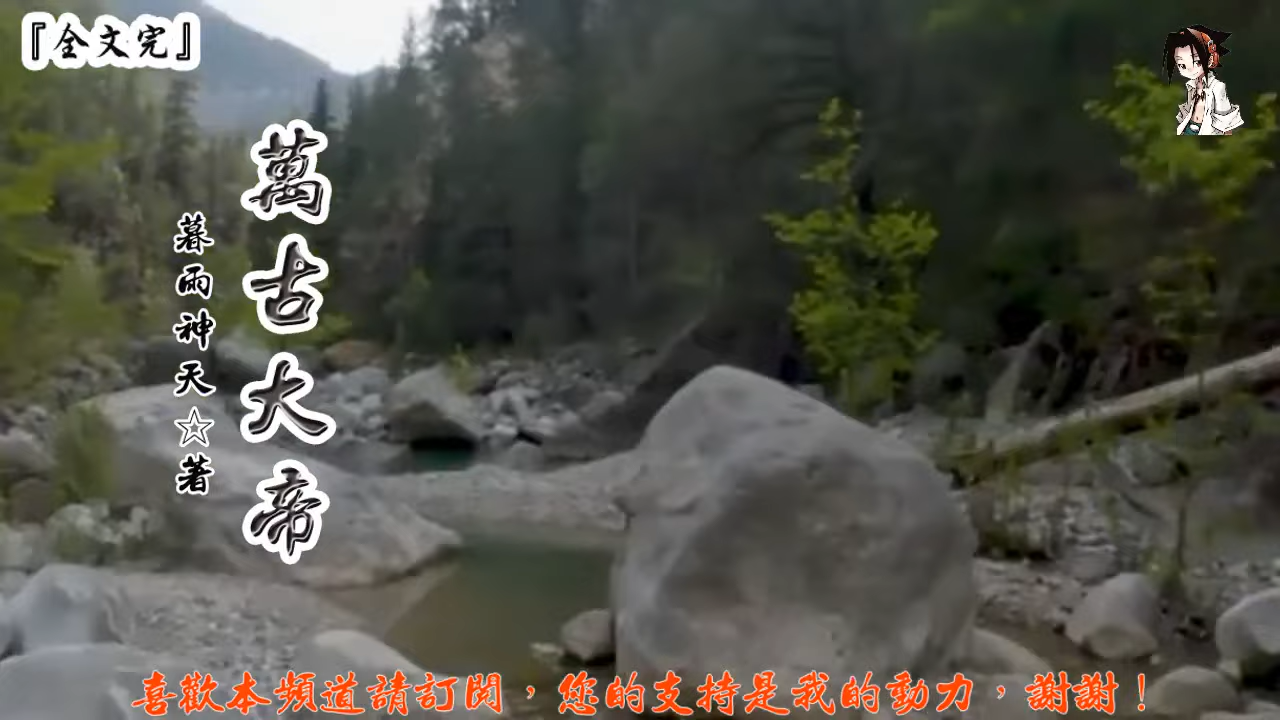 『全文完』
萬古大帝
暮雨神天☆著
喜歡本頻道請訂閱，您的支持是我的動力，謝謝！